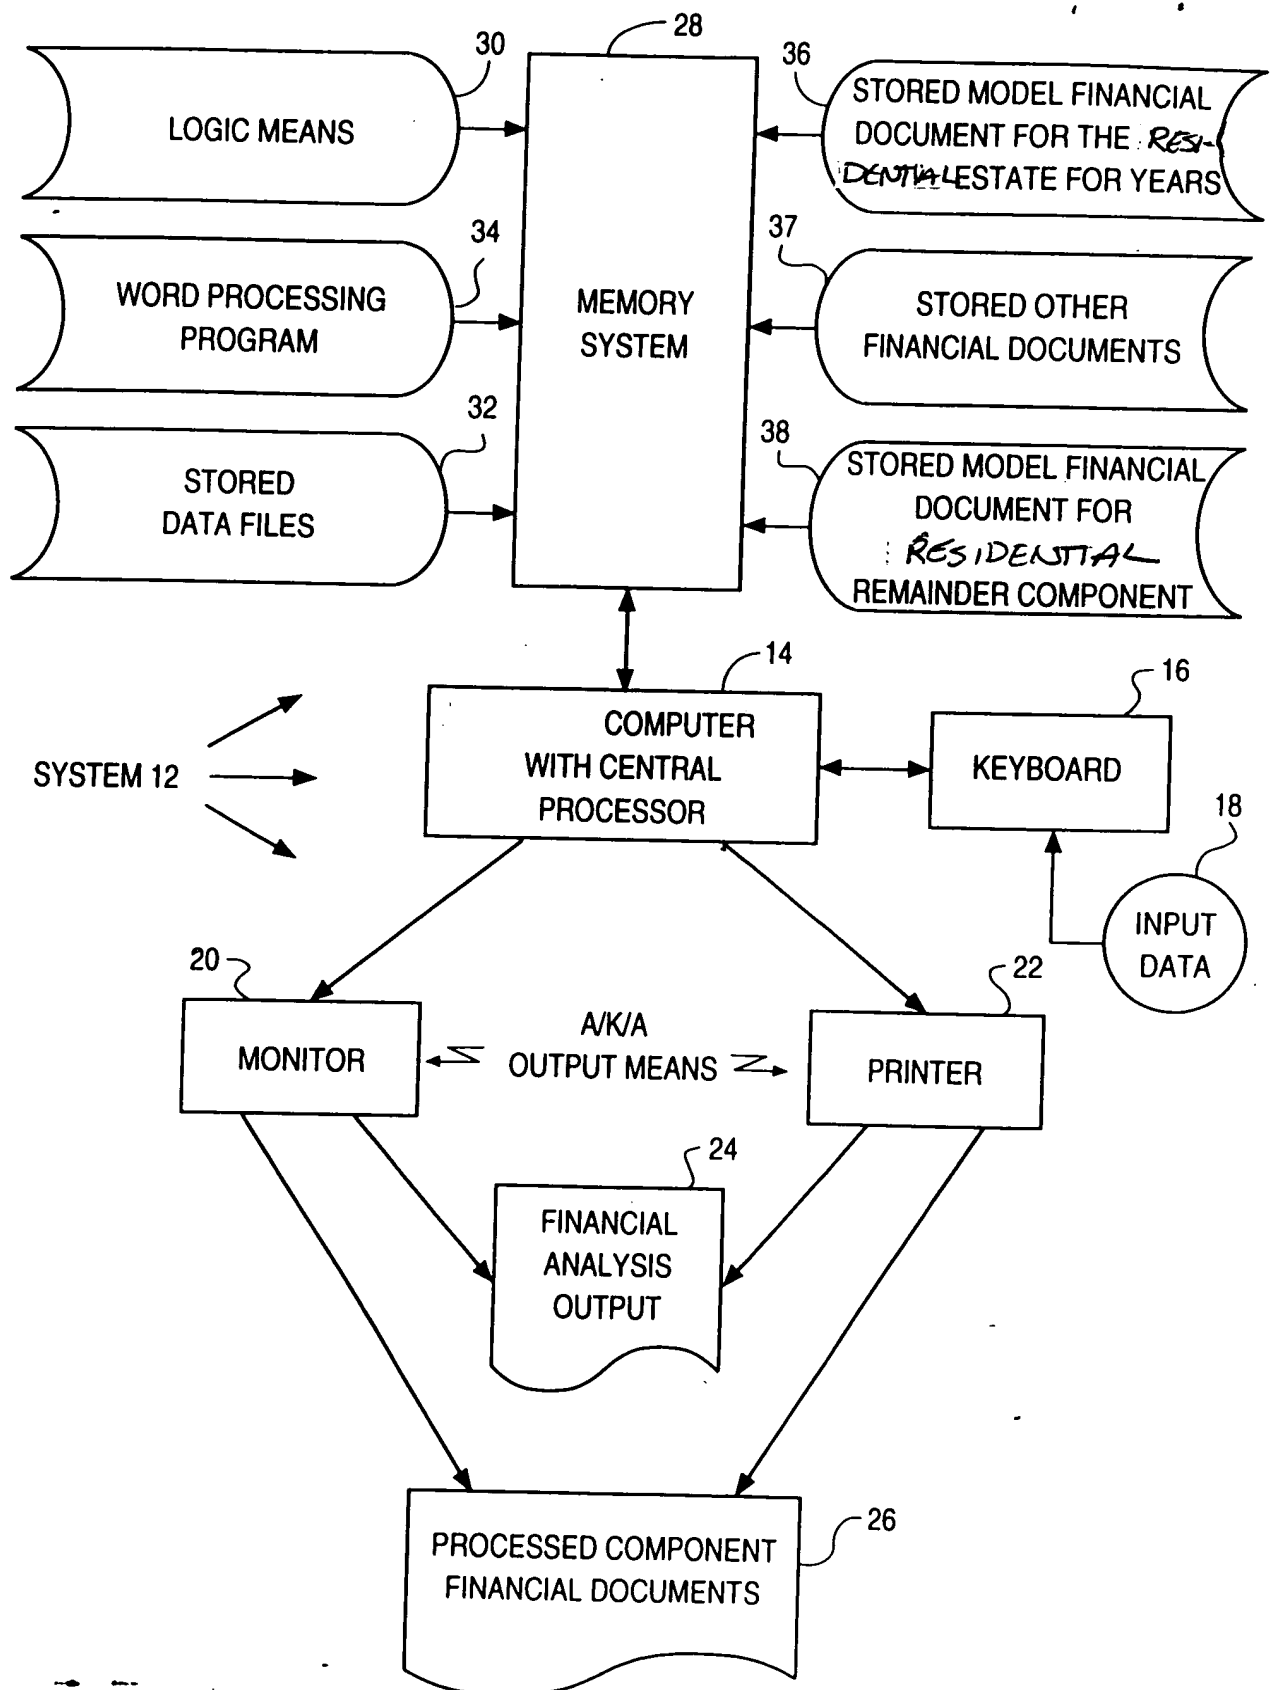 28
30
LOGIC MEANS
36
STORED MODEL FINANCIAL
DOCUMENT FOR THE RESI-
DENTIAL ESTATE FOR YEARS
34
WORD PROCESSING
PROGRAM
MEMORY
SYSTEM
37
STORED OTHER
FINANCIAL DOCUMENTS
32
STORED
DATA FILES
38
STORED MODEL FINANCIAL
DOCUMENT FOR
RESIDENTIAL
REMAINDER COMPONENT
14
COMPUTER
WITH CENTRAL
PROCESSOR
16
KEYBOARD
SYSTEM 12
18
INPUT
DATA
20
MONITOR
A/K/A
OUTPUT MEANS
22
PRINTER
24
FINANCIAL
ANALYSIS
OUTPUT
26
PROCESSED COMPONENT
FINANCIAL DOCUMENTS